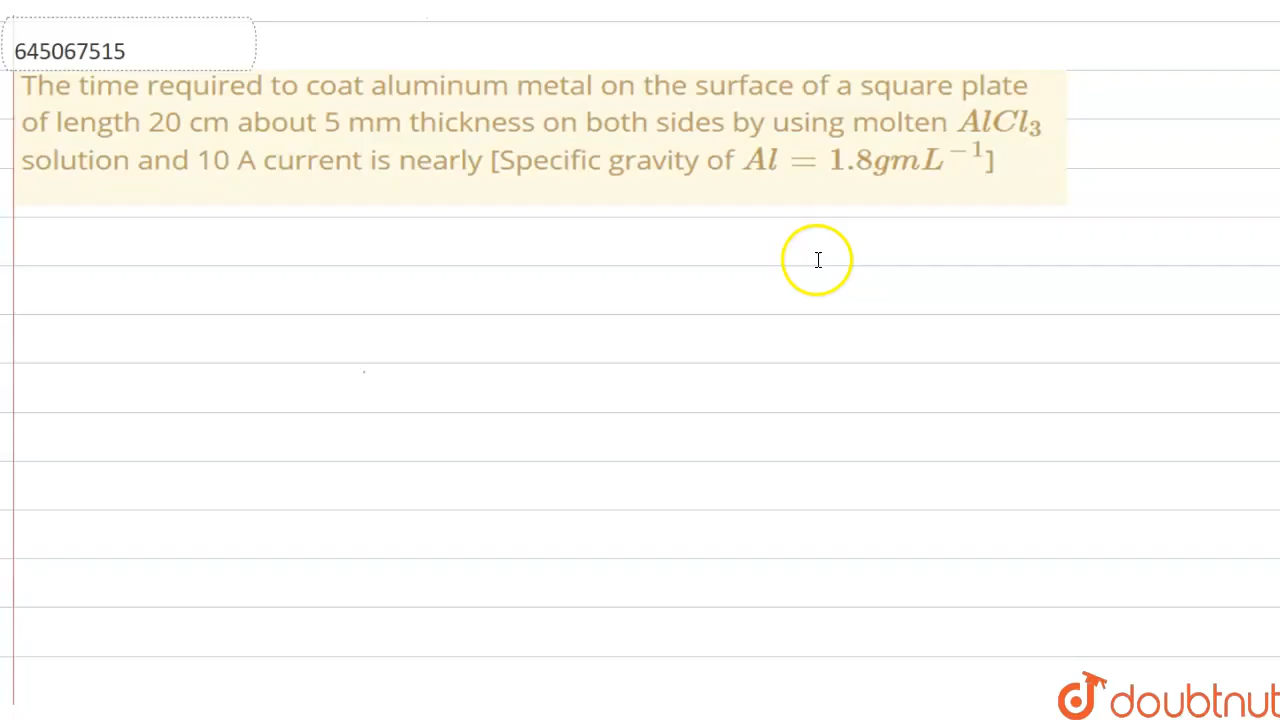 645067515
The time required to coat aluminum metal on the surface of a square plate
of length 20 cm about 5 mm thickness on both sides by using molten AlCl₃
solution and 10 A current is nearly [Specific gravity of Al = 1.8gmL⁻¹]
doubtnut